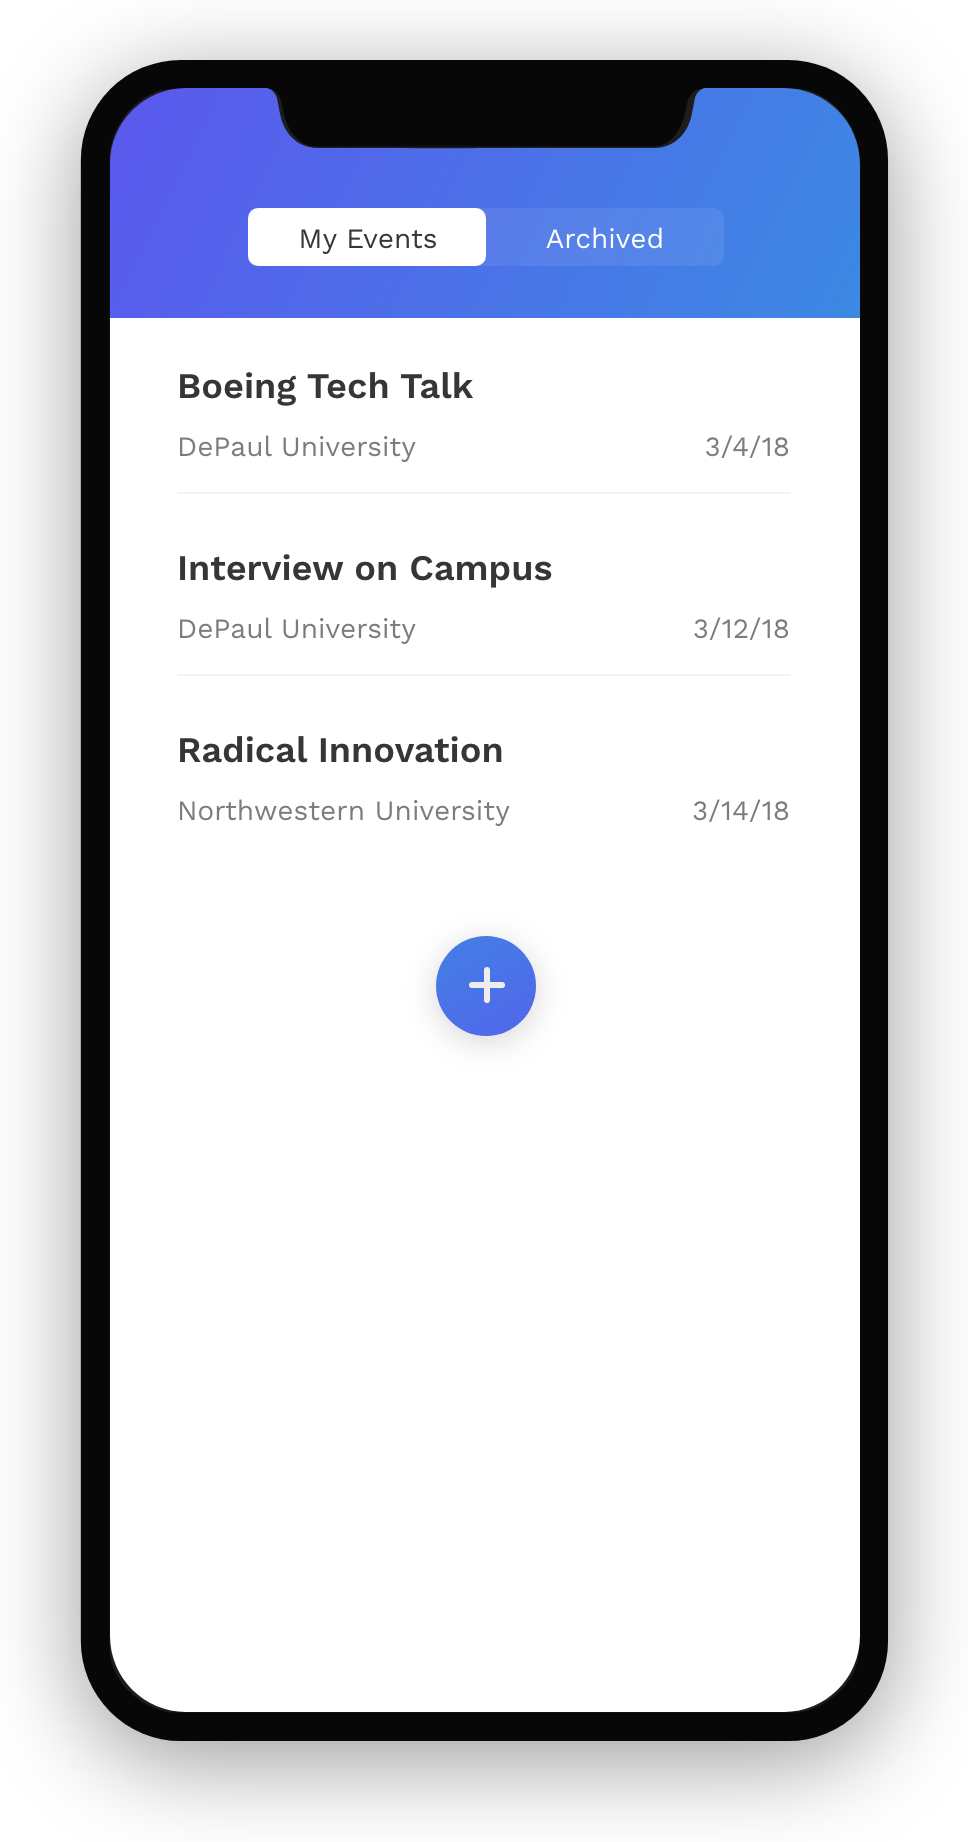 My Events Archived
Boeing Tech Talk
DePaul University 3/4/18
Interview on Campus
DePaul University 3/12/18
Radical Innovation
Northwestern University 3/14/18